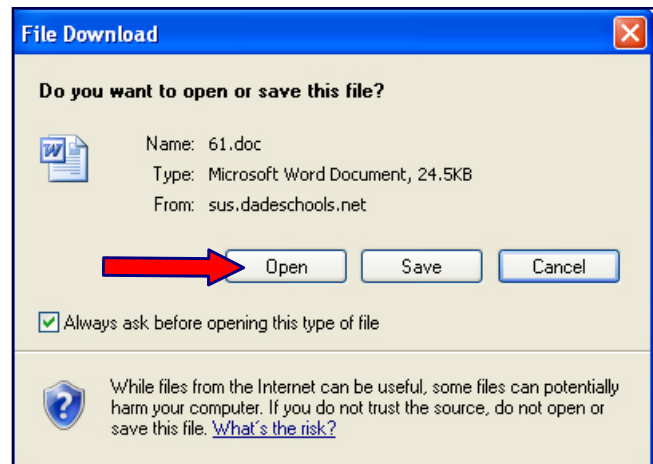 File Download
Do you want to open or save this file?
Name: 61.doc
Type: Microsoft Word Document, 24.5KB
From: sus.dadeschools.net
Open Save Cancel
Always ask before opening this type of file
While files from the Internet can be useful, some files can potentially
harm your computer. If you do not trust the source, do not open or
save this file. What's the risk?